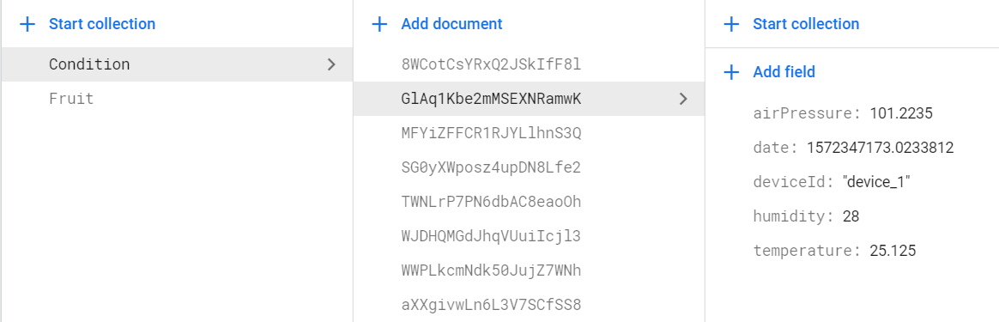 Start collection
Condition
Fruit
Add document
8WCotCsYRxQ2JSkIfF8l
GlAq1Kbe2mMSEXNRamwK
MFYiZFFCR1RJYLlhnS3Q
SG0yXWposz4upDN8Lfe2
TWNLrP7PN6dbAC8eaoOh
WJDHQMGdJhqVUuiIcjl3
WWPLkcmNdk50JujZ7WNh
aXXgivwLn6L3V7SCfSS8
Start collection
Add field
airPressure: 101.2235
date: 1572347173.0233812
deviceId: "device_1"
humidity: 28
temperature: 25.125